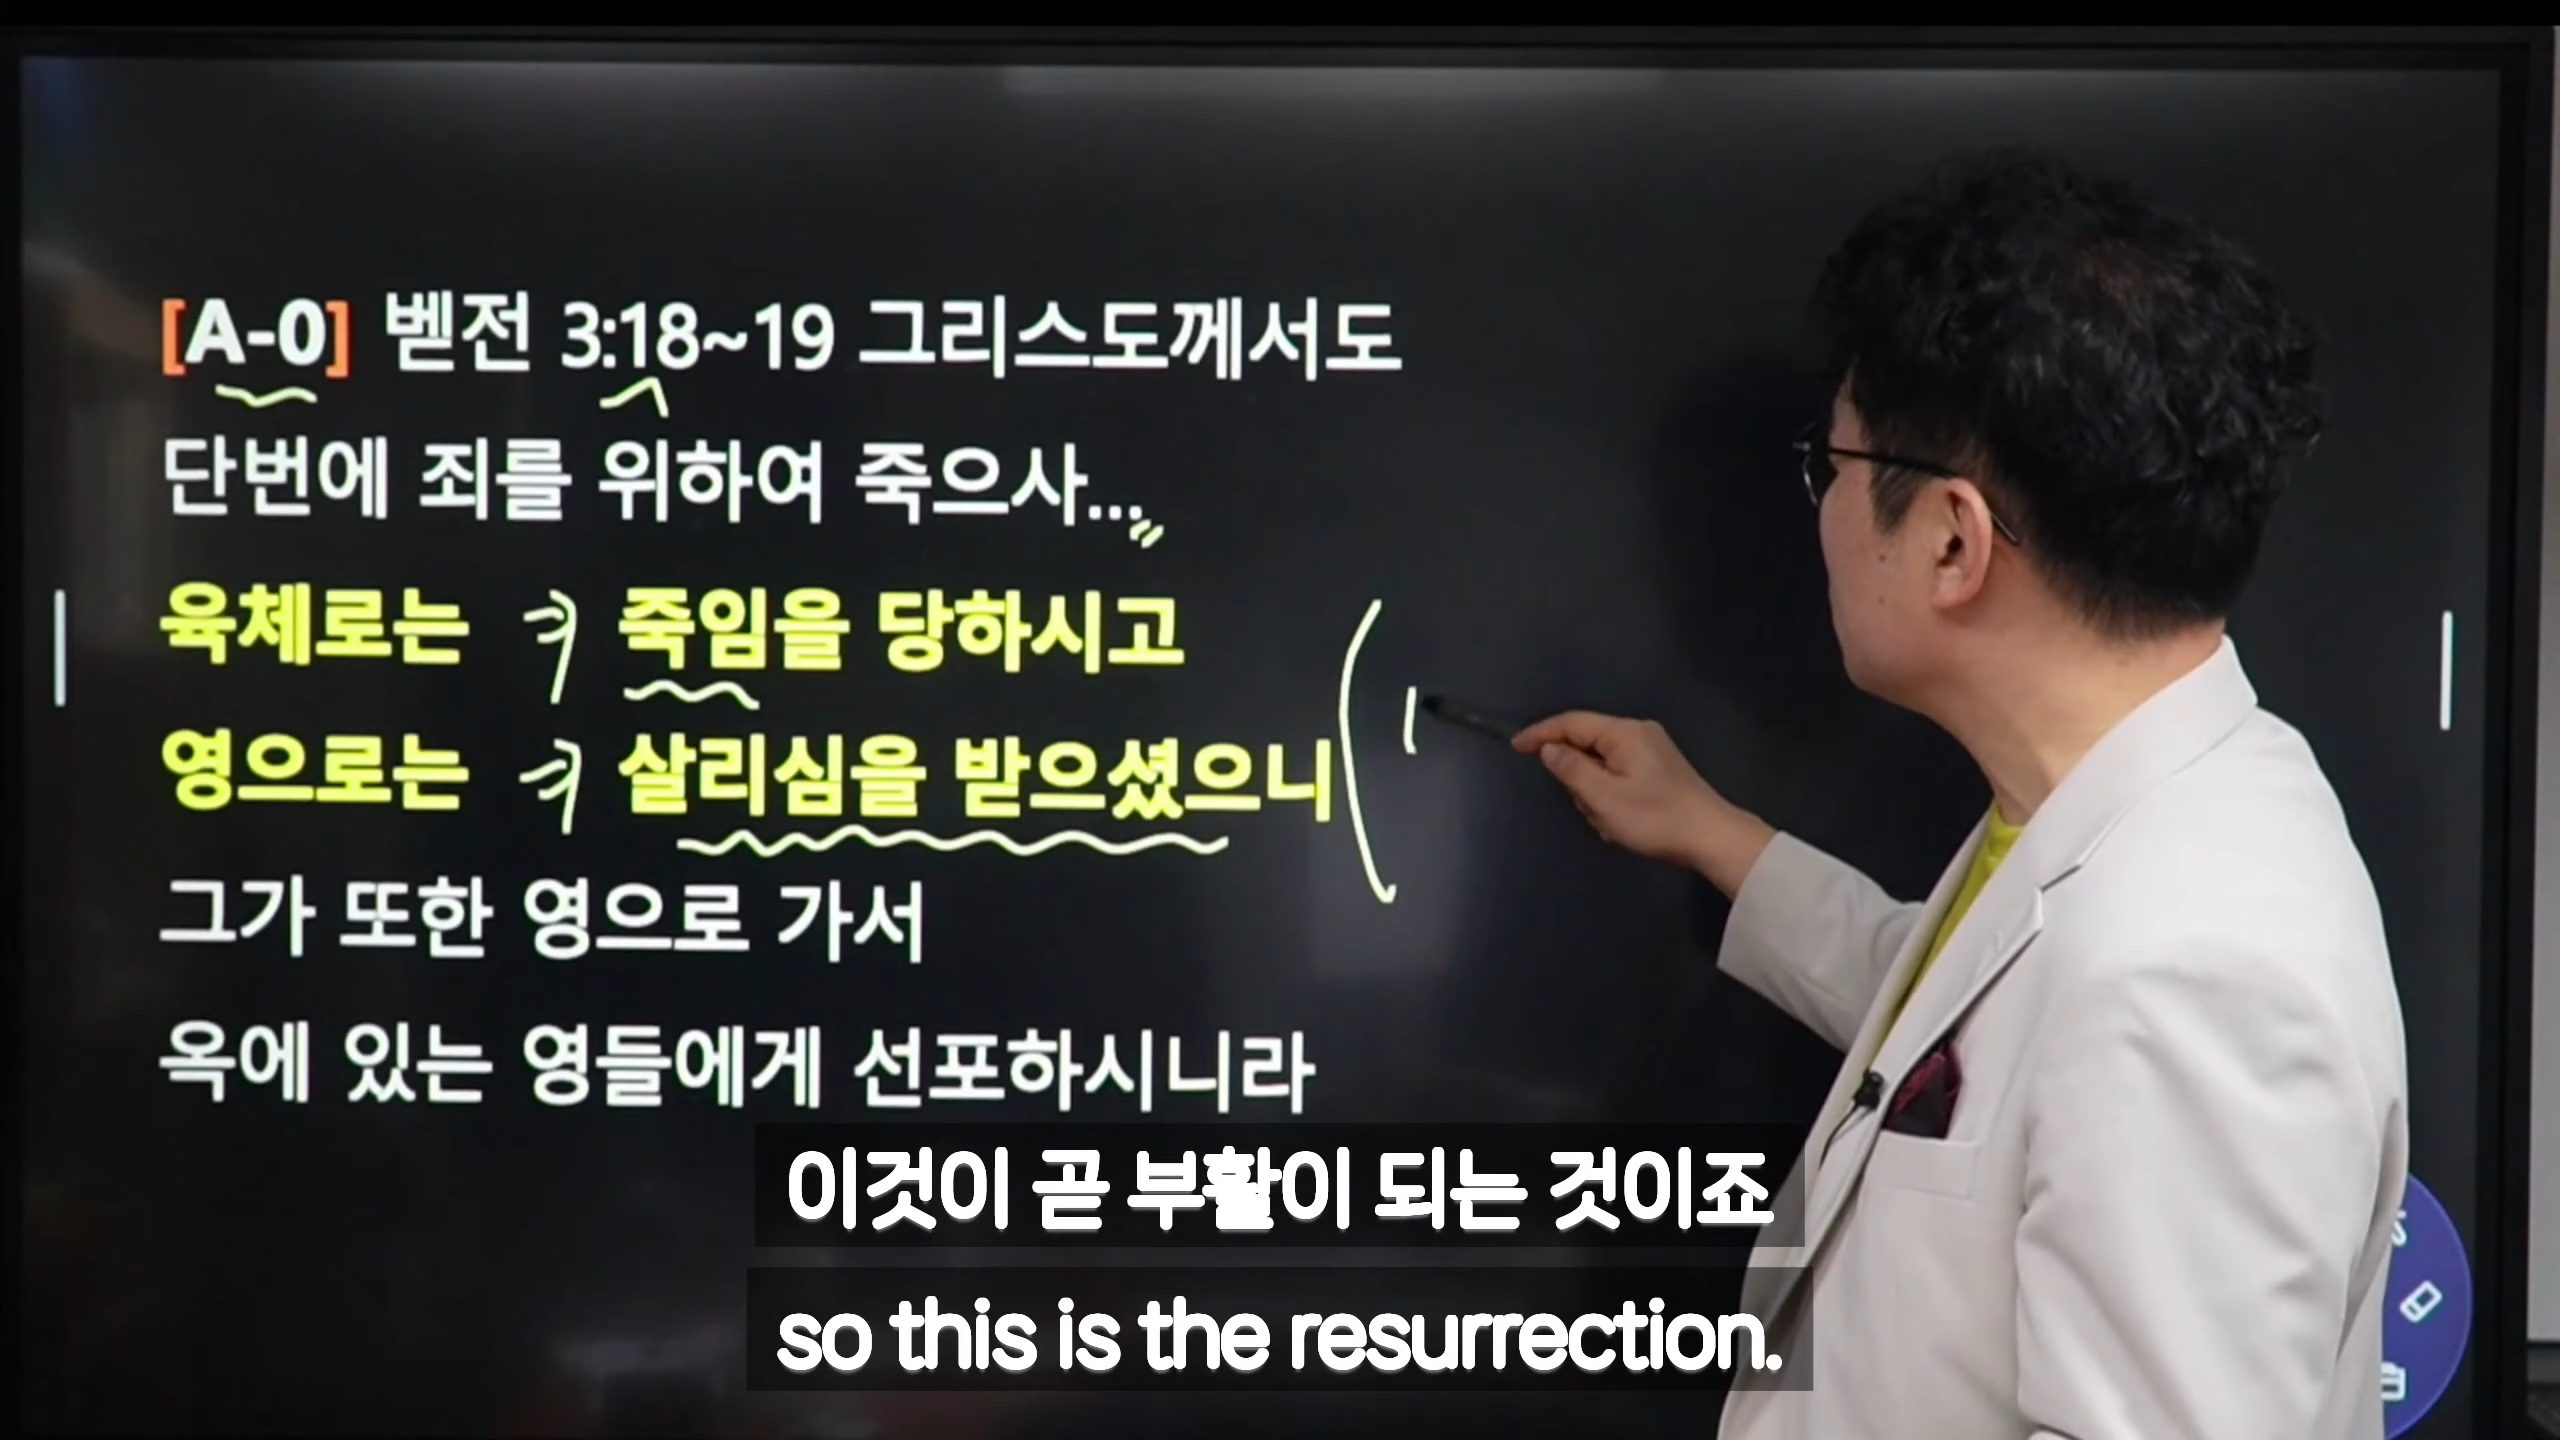 [A-0] 벧전 3:18~19 그리스도께서도
단번에 죄를 위하여 죽으사...
육체로는 죽임을 당하시고
영으로는 살리심을 받으셨으니
그가 또한 영으로 가서
옥에 있는 영들에게 선포하시니라
이것이 곧 부활이 되는 것이죠
so this is the resurrection.